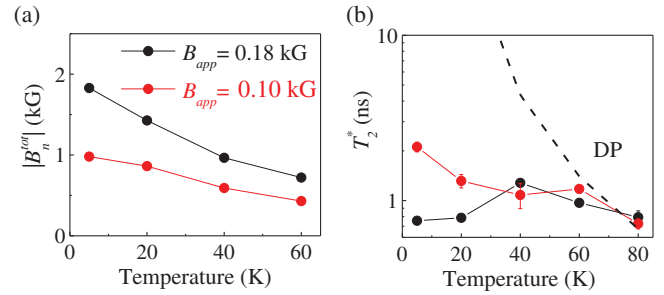 (a)
B_app = 0.18 kG
B_app = 0.10 kG
|B_n^tot| (kG)
2
1
0
0 20 40 60
Temperature (K)
(b)
T_2^* (ns)
10
1
DP
0 20 40 60 80
Temperature (K)